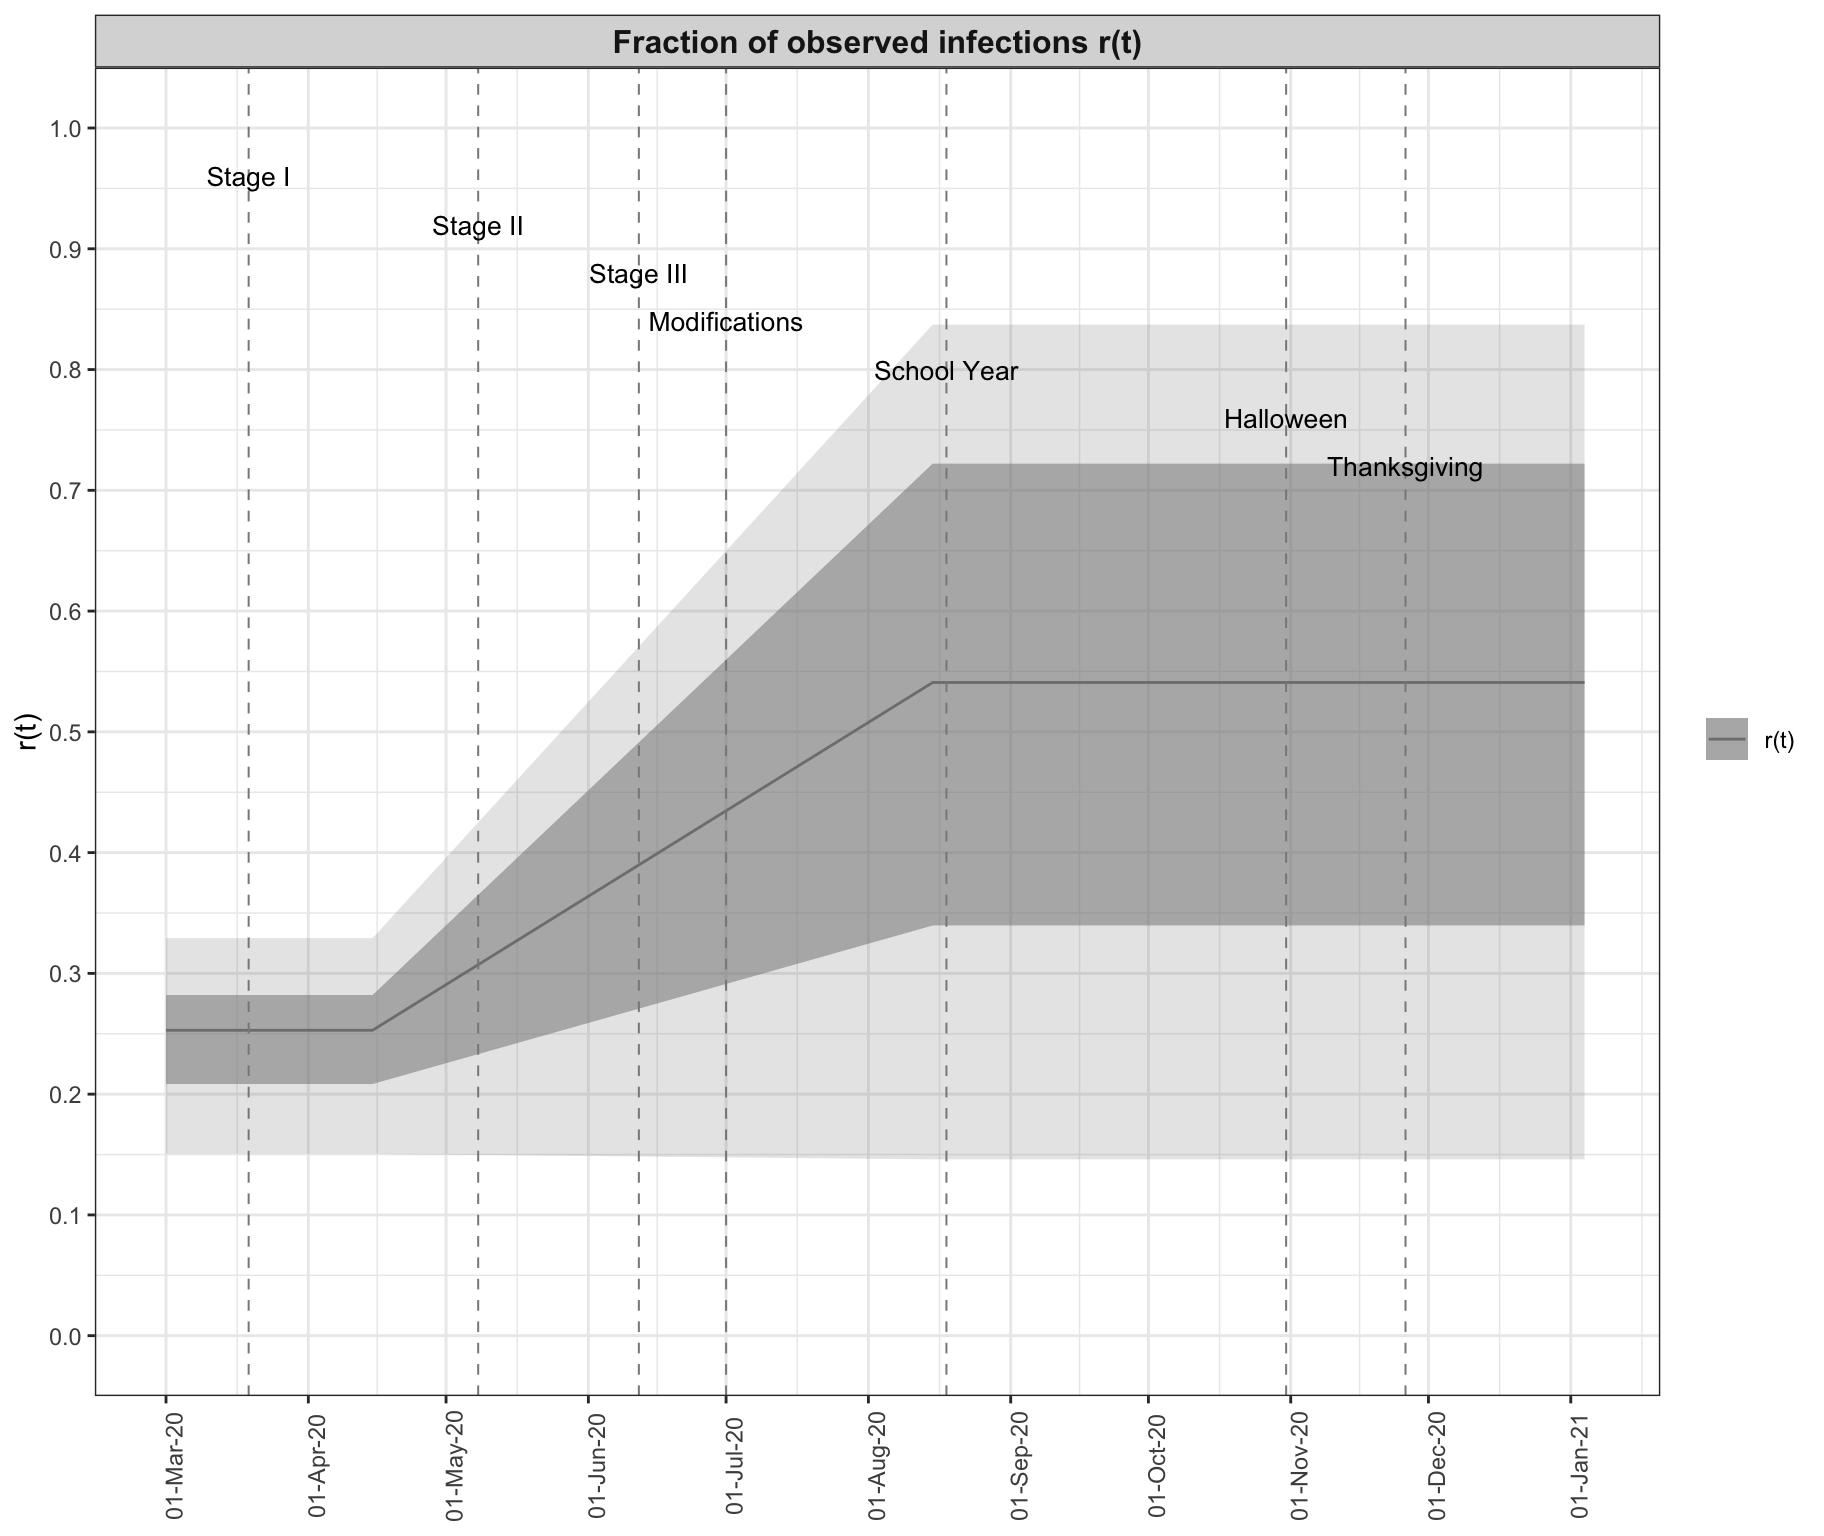 Fraction of observed infections r(t)
1.0
Stage I
Stage II
0.9
Stage III
Modifications
0.8
School Year
Halloween
Thanksgiving
0.7
0.6
0.5
r(t)
r(t)
0.4
0.3
0.2
0.1
0.0
01-Mar-20
01-Apr-20
01-May-20
01-Jun-20
01-Jul-20
01-Aug-20
01-Sep-20
01-Oct-20
01-Nov-20
01-Dec-20
01-Jan-21